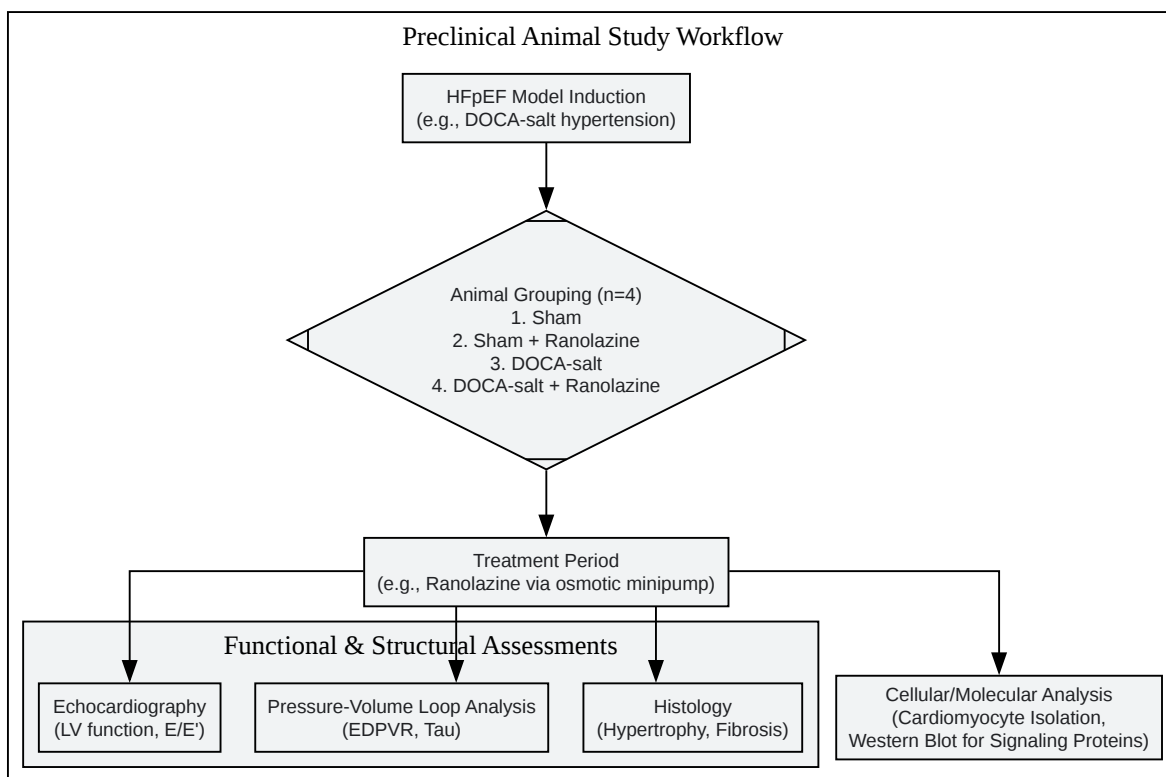 Preclinical Animal Study Workflow
HFpEF Model Induction
(e.g., DOCA-salt hypertension)
Animal Grouping (n=4)
1. Sham
2. Sham + Ranolazine
3. DOCA-salt
4. DOCA-salt + Ranolazine
Treatment Period
(e.g., Ranolazine via osmotic minipump)
Functional & Structural Assessments
Echocardiography
(LV function, E/E')
Pressure-Volume Loop Analysis
(EDPVR, Tau)
Histology
(Hypertrophy, Fibrosis)
Cellular/Molecular Analysis
(Cardiomyocyte Isolation,
Western Blot for Signaling Proteins)